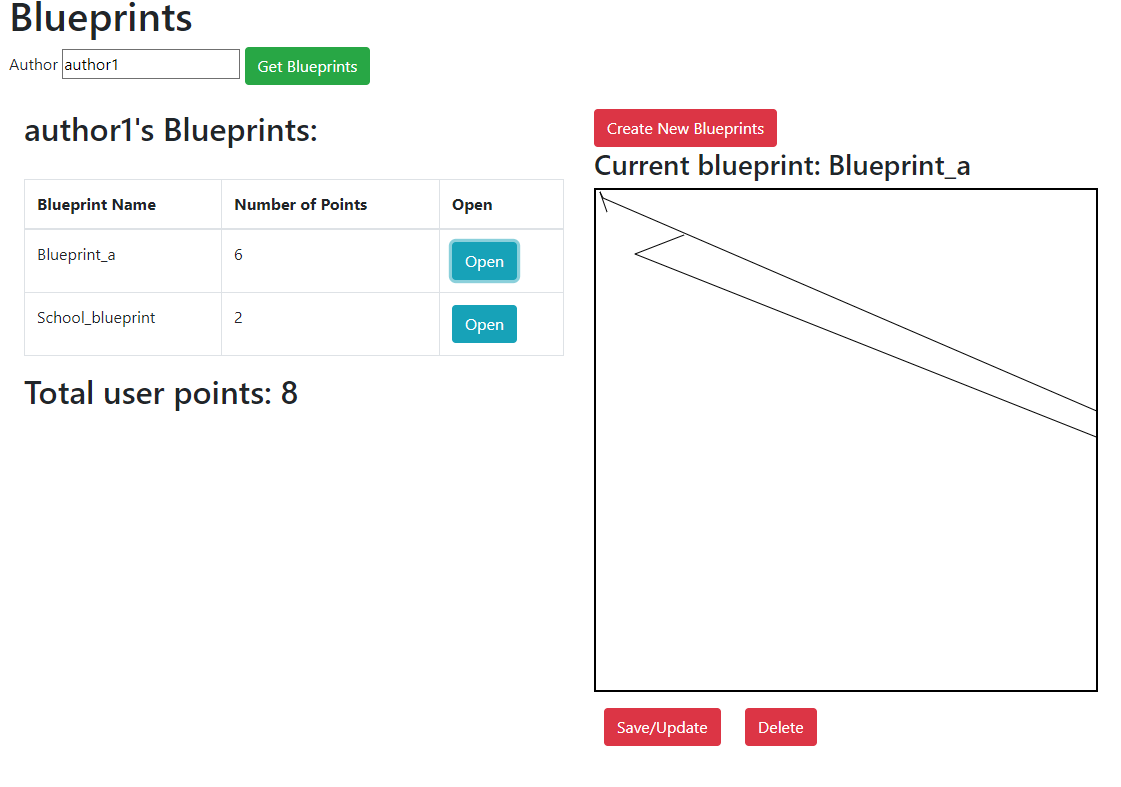 Blueprints
Author author1 Get Blueprints
author1's Blueprints:
Blueprint Name Number of Points Open
Blueprint_a 6 Open
School_blueprint 2 Open
Total user points: 8
Create New Blueprints
Current blueprint: Blueprint_a
Save/Update Delete